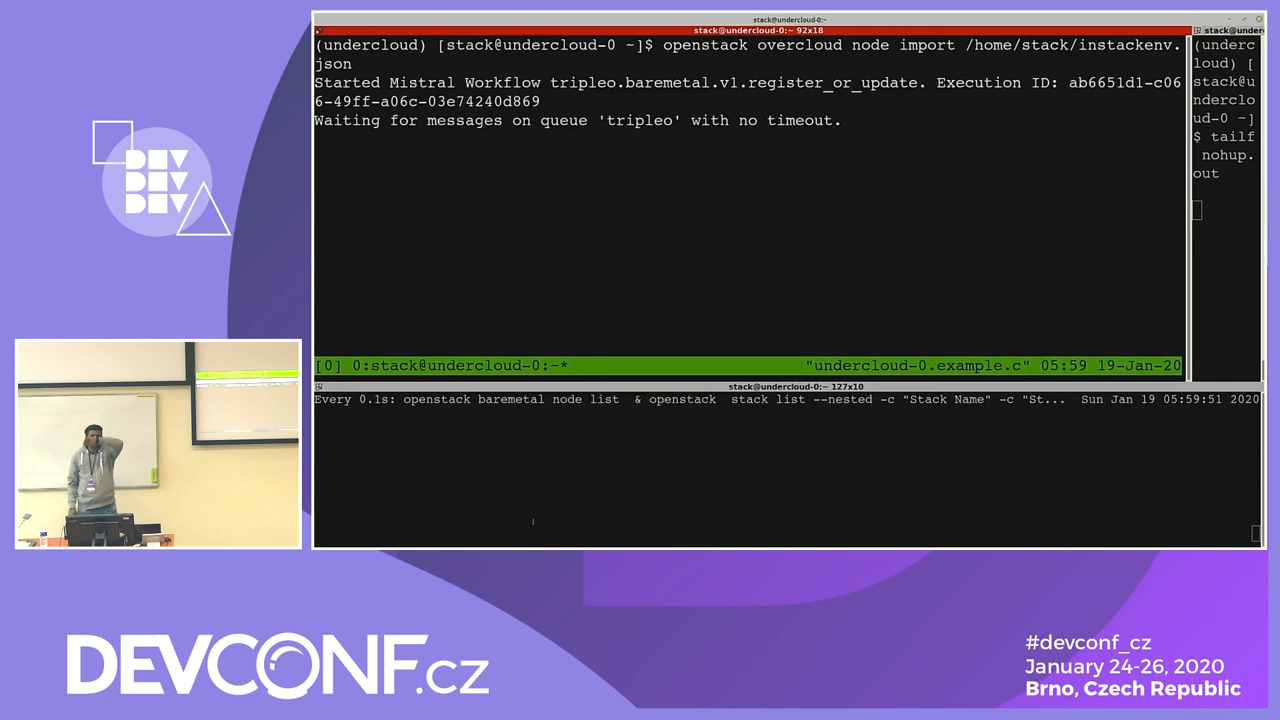 stack@undercloud-0:~
stack@undercloud-0:~ 92x18
(undercloud) [stack@undercloud-0 ~]$ openstack overcloud node import /home/stack/instackenv.
json
Started Mistral Workflow tripleo.baremetal.v1.register_or_update. Execution ID: ab6651d1-c06
6-49ff-a06c-03e74240d869
Waiting for messages on queue 'tripleo' with no timeout.
[0] 0:stack@undercloud-0:~* "undercloud-0.example.c" 05:59 19-Jan-20
stack@under
(underc
loud) [
stack@u
nderclo
ud-0 ~]
$ tailf
nohup.
out
stack@undercloud-0:~ 127x10
Every 0.1s: openstack baremetal node list & openstack stack list --nested -c "Stack Name" -c "St... Sun Jan 19 05:59:51 2020
DEV
DEV
DEV
DEVCONF.cz
#devconf_cz
January 24-26, 2020
Brno, Czech Republic